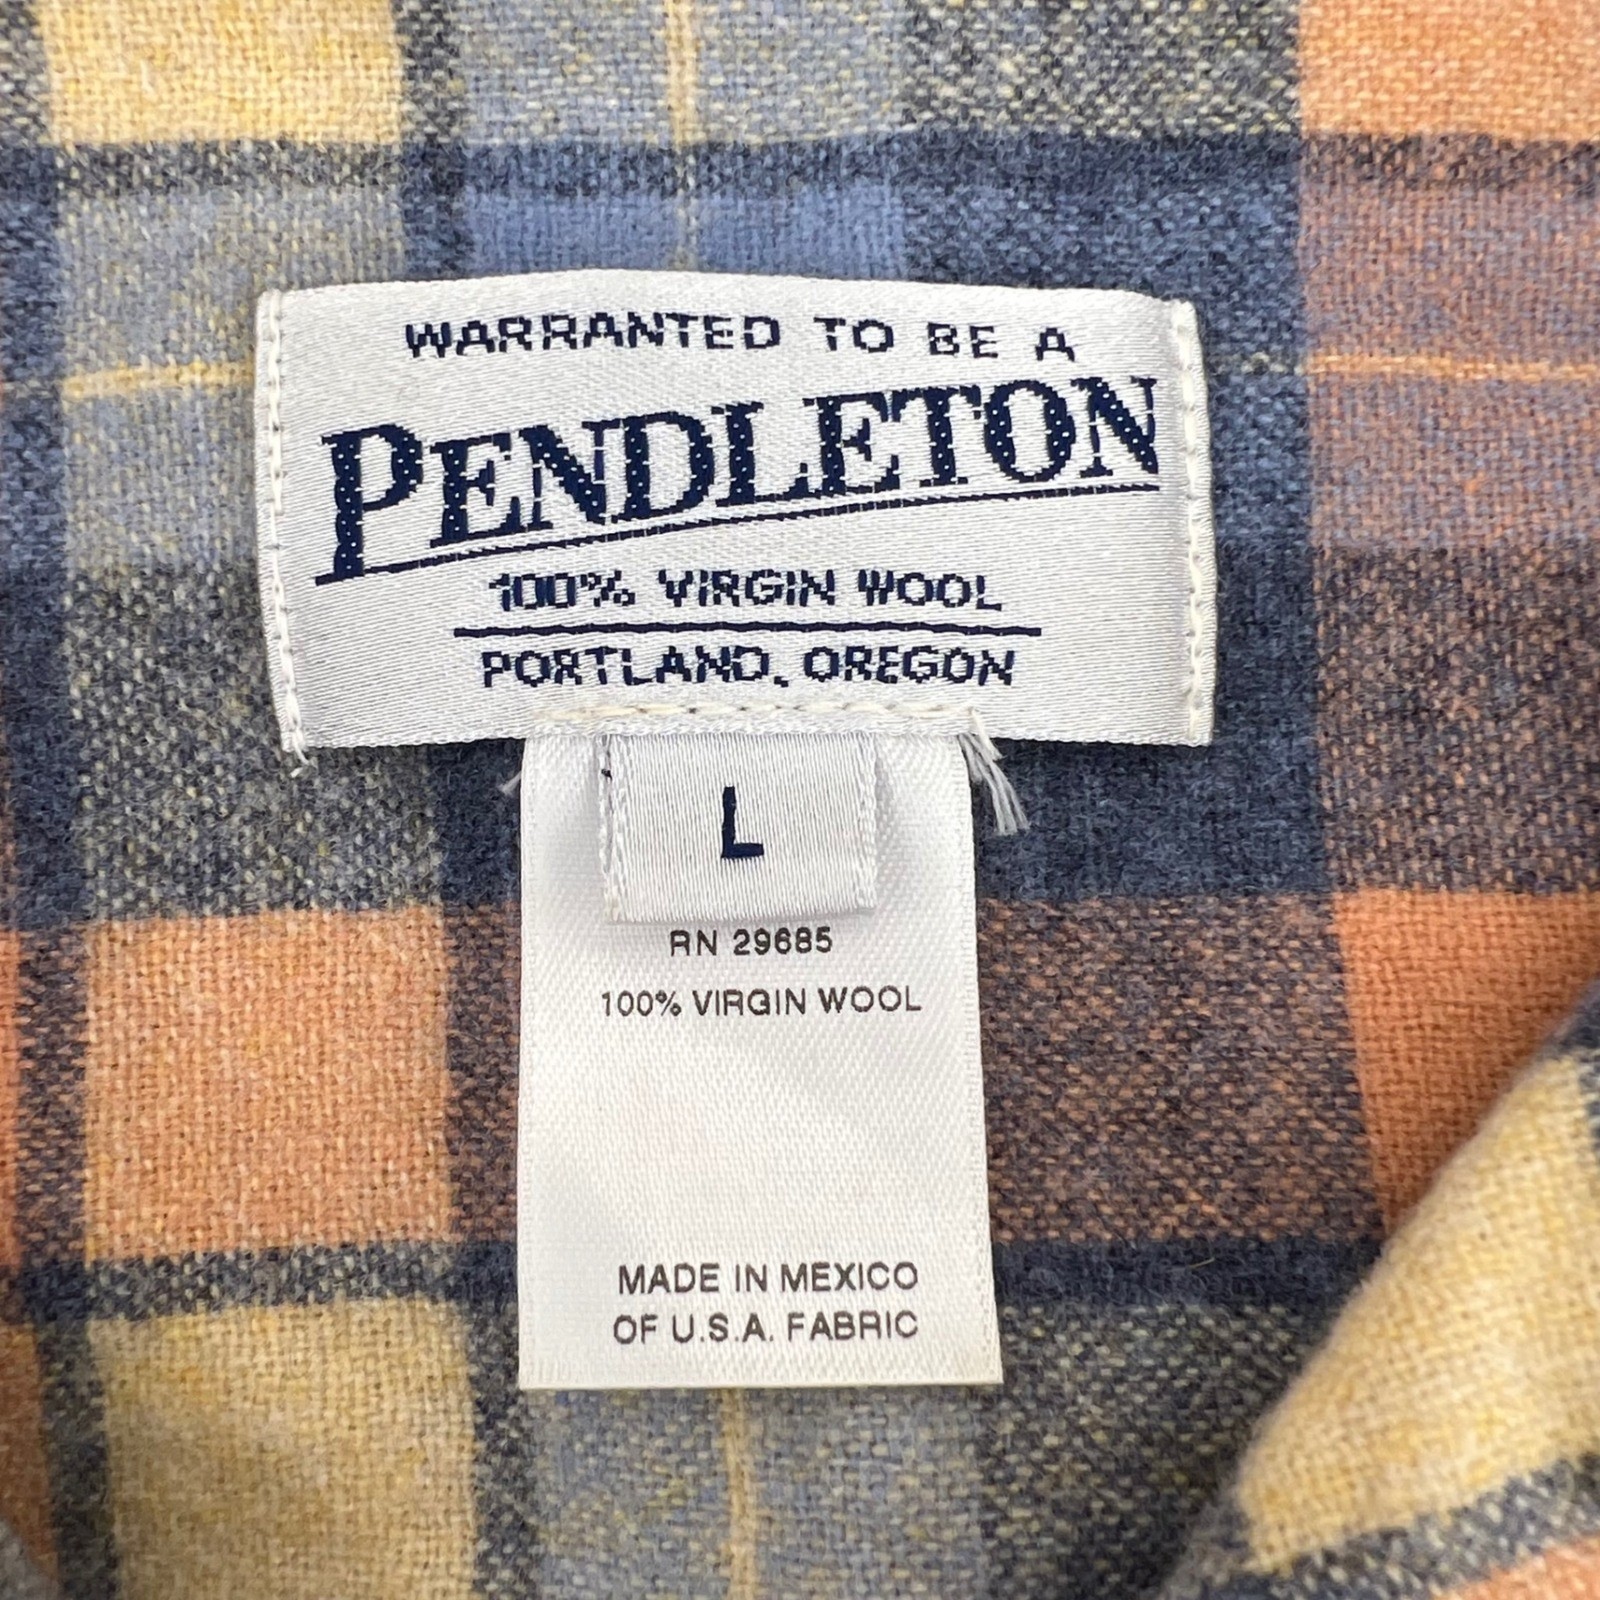 WARRANTED TO BE A
PENDLETON
100% VIRGIN WOOL
PORTLAND, OREGON
L
RN 29685
100% VIRGIN WOOL
MADE IN MEXICO
OF U.S.A. FABRIC